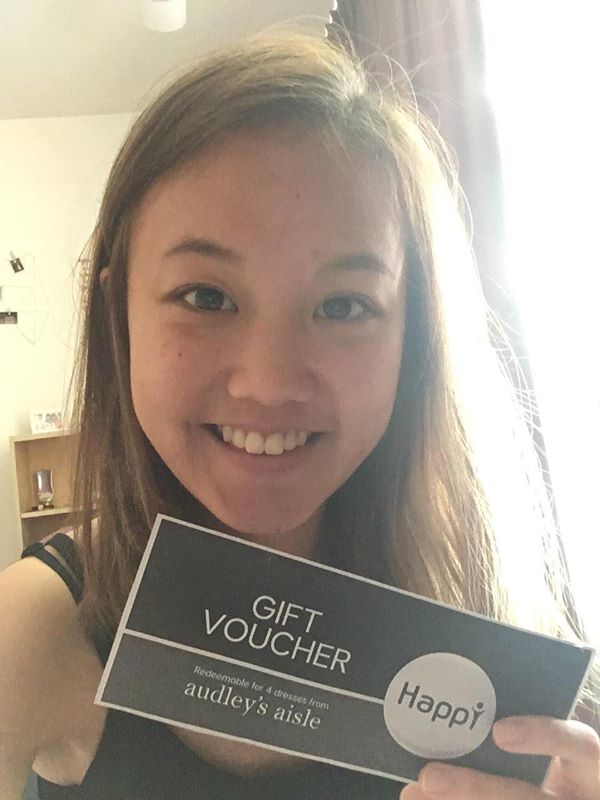 GIFT
VOUCHER
Redeemable for 4 dresses from
audley's aisle
Happi